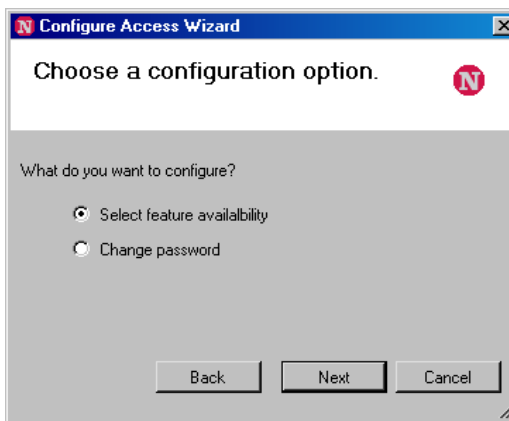 N Configure Access Wizard
Choose a configuration option.
N
What do you want to configure?
Select feature availalbility
Change password
Back Next Cancel